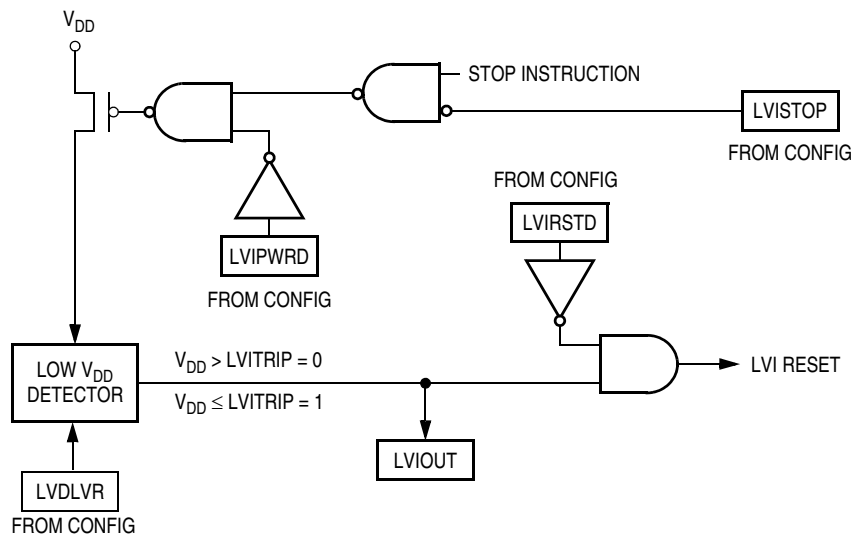 VDD
STOP INSTRUCTION
LVISTOP
FROM CONFIG
FROM CONFIG
LVIRSTD
LVIPWRD
FROM CONFIG
LOW VDD
DETECTOR
VDD > LVITRIP = 0
VDD ≤ LVITRIP = 1
LVI RESET
LVIOUT
LVDLVR
FROM CONFIG